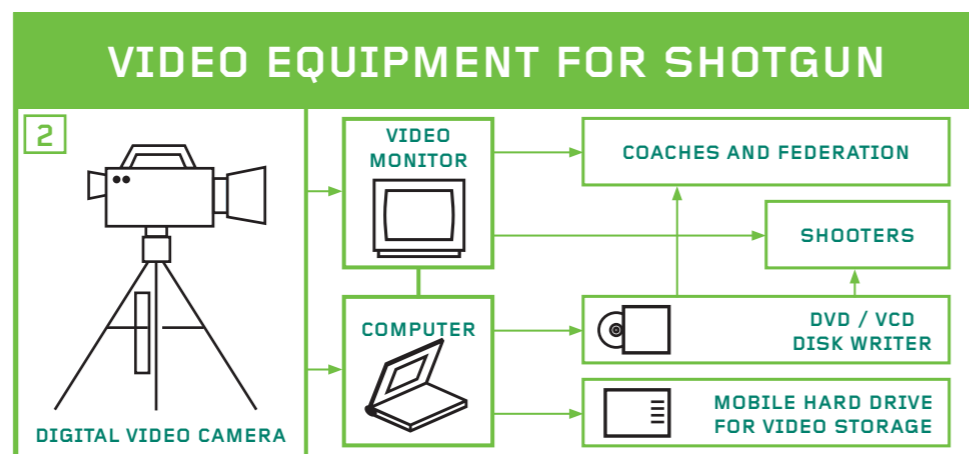 VIDEO EQUIPMENT FOR SHOTGUN
2
DIGITAL VIDEO CAMERA
VIDEO
MONITOR
COMPUTER
COACHES AND FEDERATION
SHOOTERS
DVD / VCD
DISK WRITER
MOBILE HARD DRIVE
FOR VIDEO STORAGE